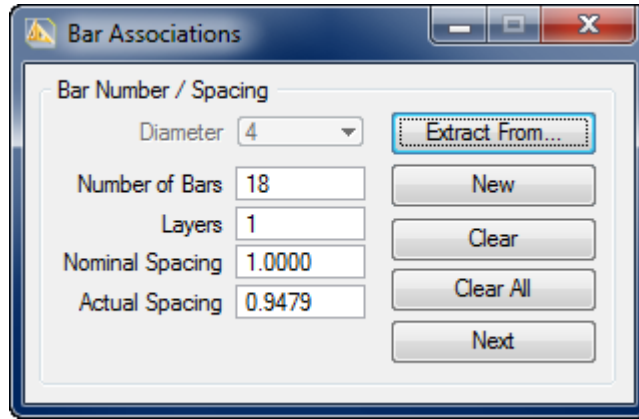 Bar Associations
Bar Number / Spacing
Diameter 4 Extract From...
Number of Bars 18 New
Layers 1 Clear
Nominal Spacing 1.0000
Actual Spacing 0.9479 Clear All
Next